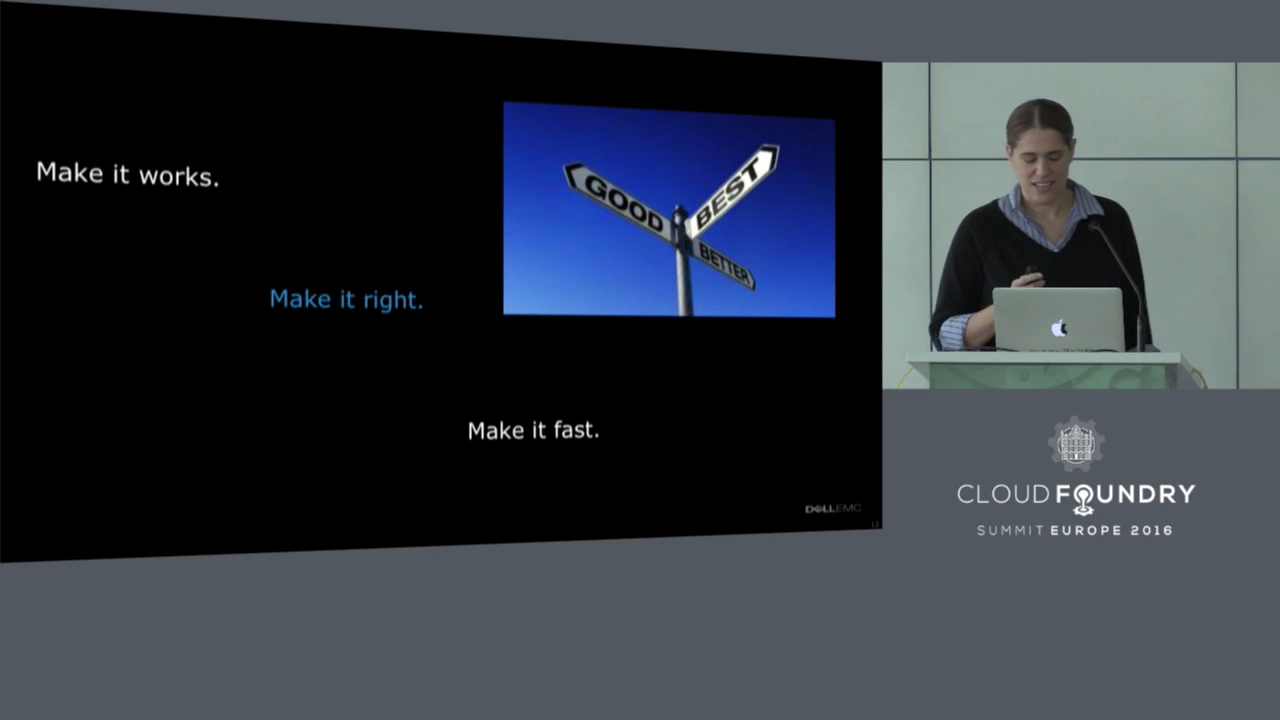 Make it works.
GOOD
BEST
BETTER
Make it right.
Make it fast.
DELLEMC
CLOUD FOUNDRY
SUMMIT EUROPE 2016